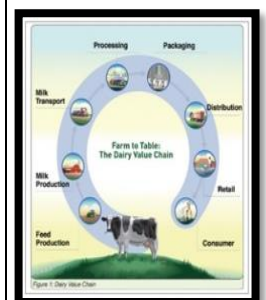 Processing
Packaging
Milk
Transport
Distribution
Farm to Table:
The Dairy Value Chain
Milk
Production
Retail
Feed
Production
Consumer
Figure 1: Dairy Value Chain